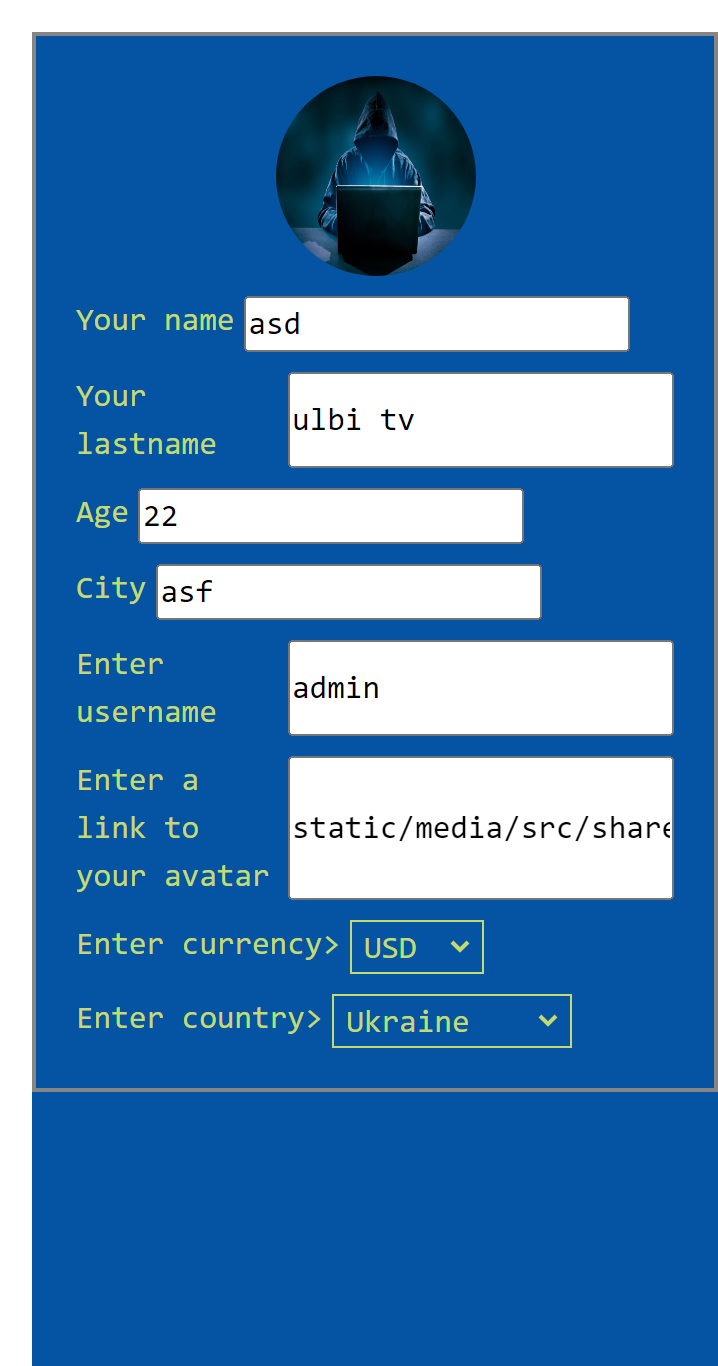 Your name asd
Your
lastname
ulbi tv
Age 22
City asf
Enter
username
admin
Enter a
link to
your avatar
static/media/src/share
Enter currency> USD
Enter country> Ukraine